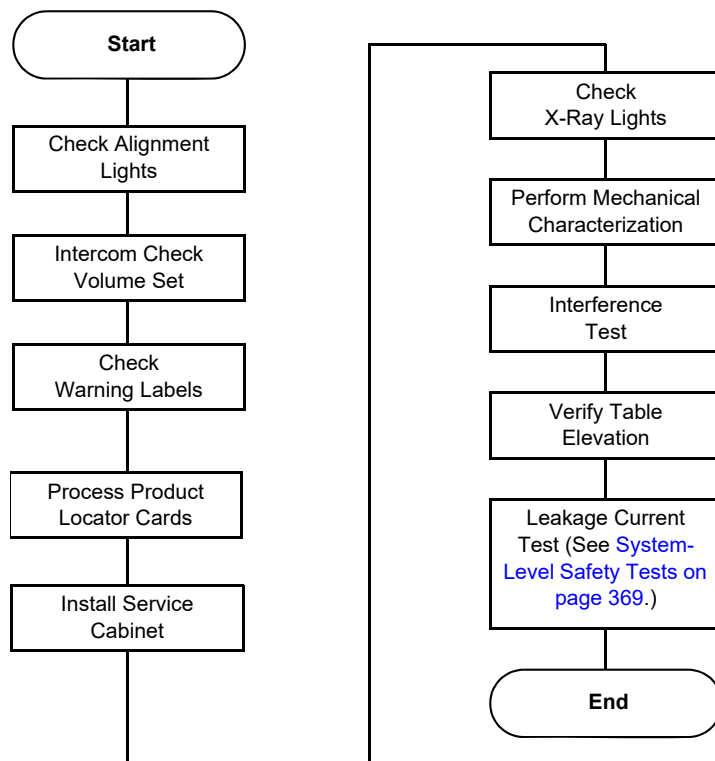 Start
Check Alignment
Lights
Intercom Check
Volume Set
Check
Warning Labels
Process Product
Locator Cards
Install Service
Cabinet
Check
X-Ray Lights
Perform Mechanical
Characterization
Interference
Test
Verify Table
Elevation
Leakage Current
Test (See System-
Level Safety Tests on
page 369.)
End